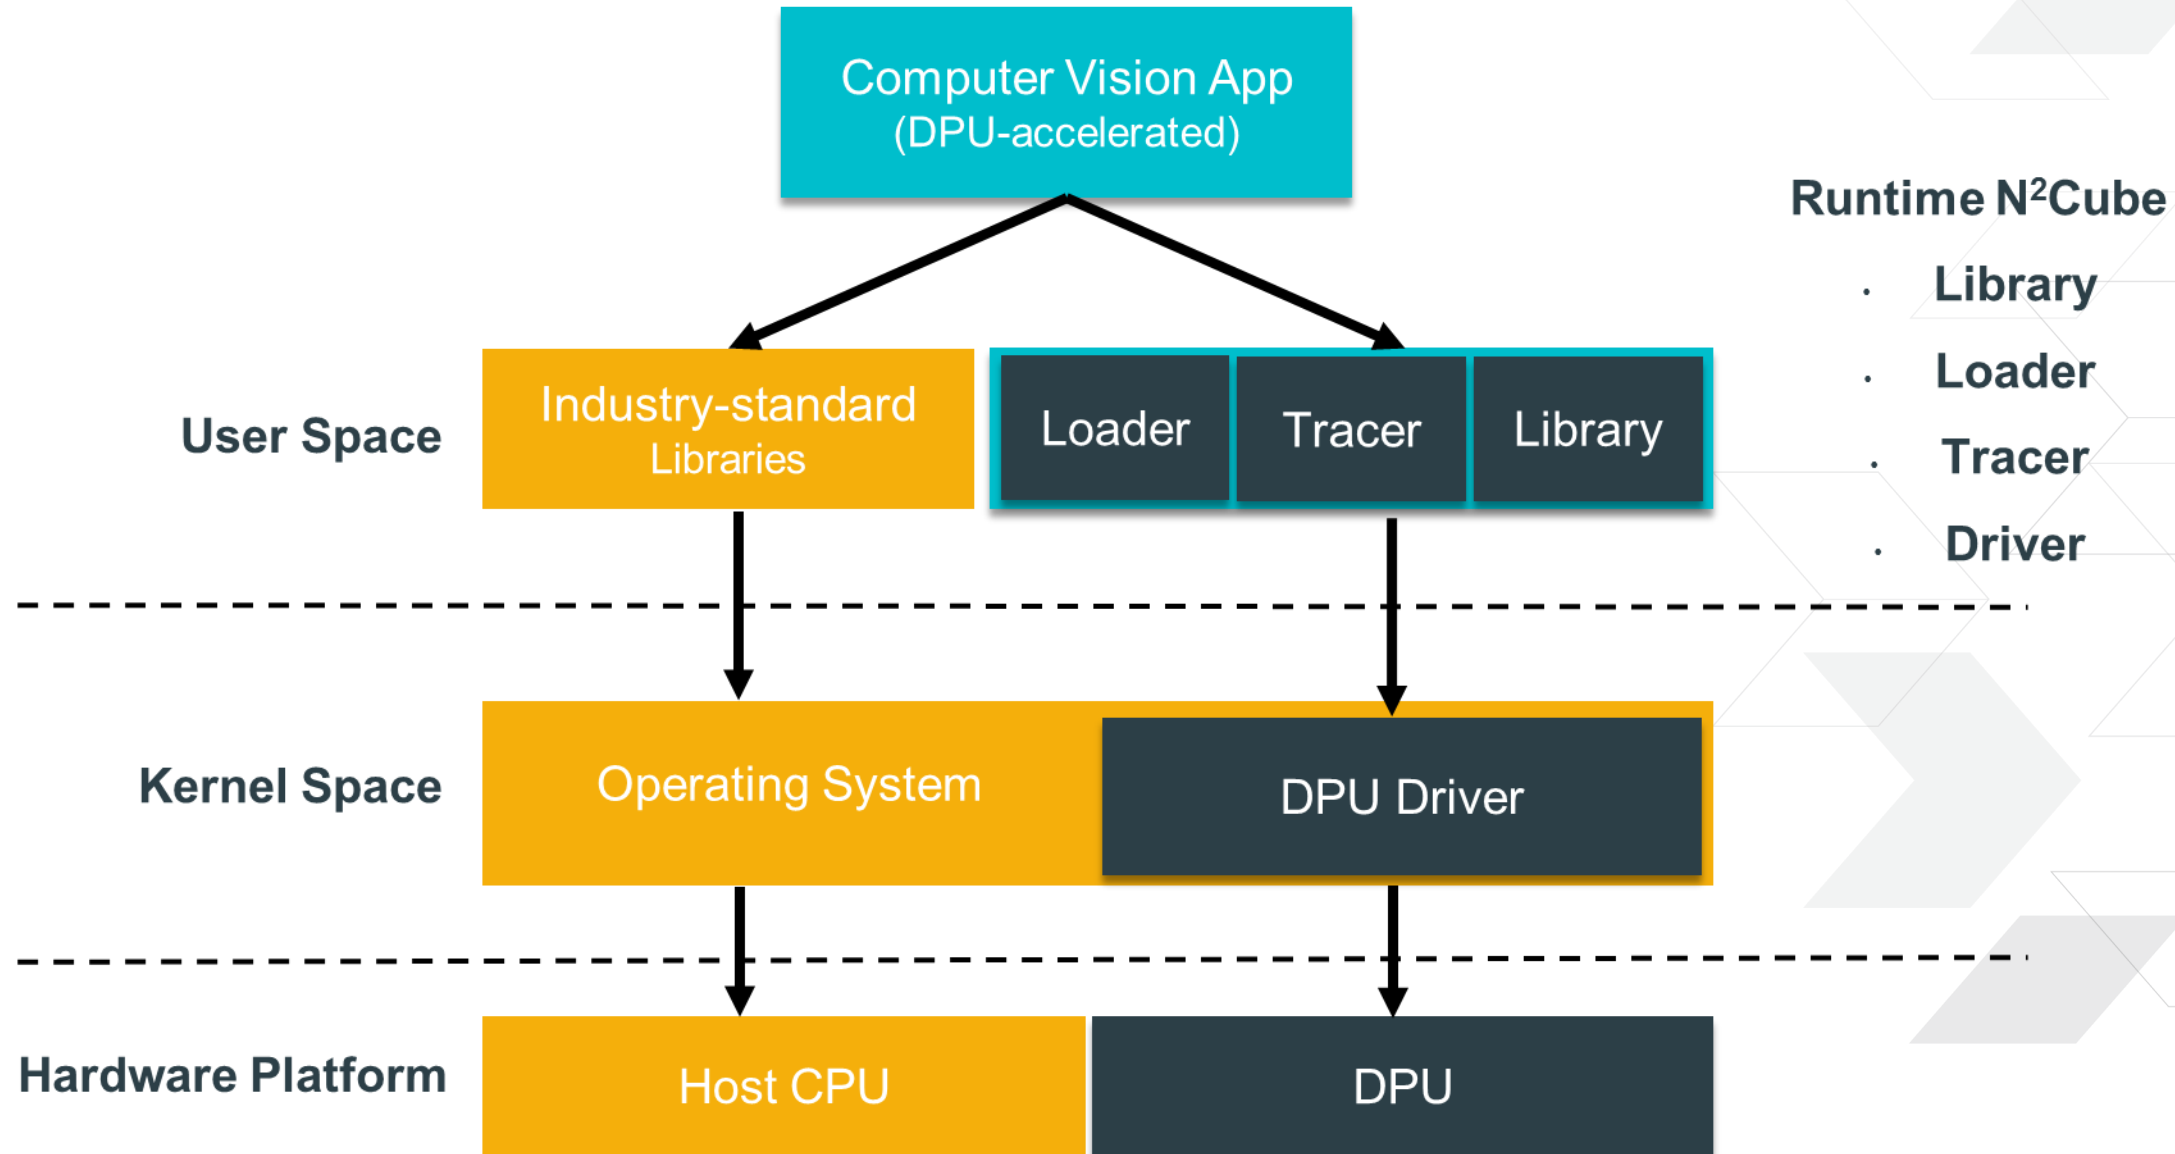 Computer Vision App
(DPU-accelerated)
Runtime N²Cube
· Library
· Loader
· Tracer
· Driver
User Space
Industry-standard
Libraries
Loader
Tracer
Library
Kernel Space
Operating System
DPU Driver
Hardware Platform
Host CPU
DPU